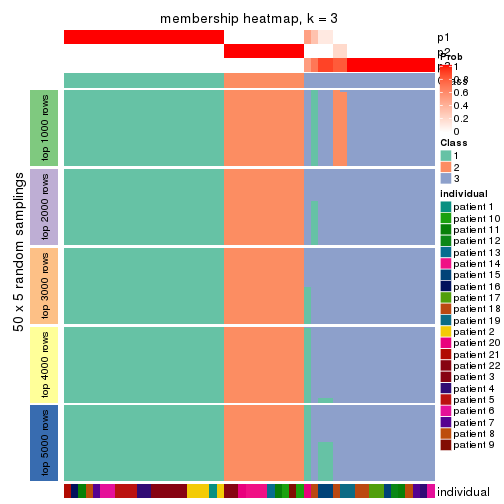 membership heatmap, k = 3
p1
p2
p3
Class
50 x 5 random samplings
top 1000 rows
top 2000 rows
top 3000 rows
top 4000 rows
top 5000 rows
individual
Prob
1
0.8
0.6
0.4
0.2
0
Class
1
2
3
individual
patient 1
patient 10
patient 11
patient 12
patient 13
patient 14
patient 15
patient 16
patient 17
patient 18
patient 19
patient 2
patient 20
patient 21
patient 22
patient 3
patient 4
patient 5
patient 6
patient 7
patient 8
patient 9